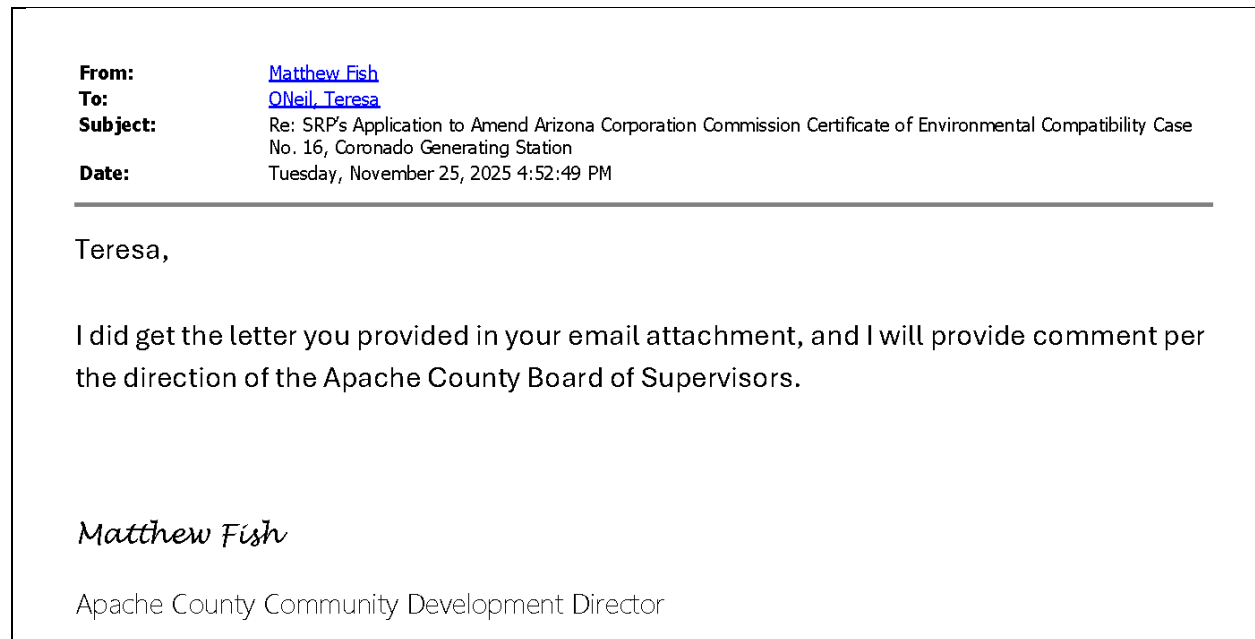 From: Matthew Fish
To: ONeil, Teresa
Subject: Re: SRP's Application to Amend Arizona Corporation Commission Certificate of Environmental Compatibility Case
No. 16, Coronado Generating Station
Date: Tuesday, November 25, 2025 4:52:49 PM
Teresa,
I did get the letter you provided in your email attachment, and I will provide comment per
the direction of the Apache County Board of Supervisors.
Matthew Fish
Apache County Community Development Director